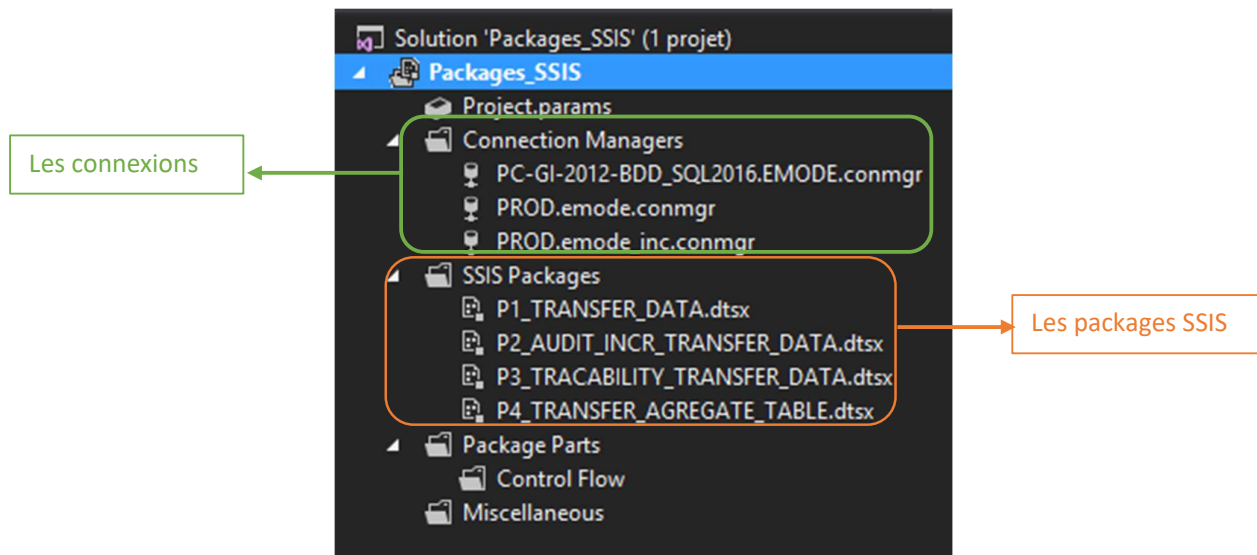 Solution 'Packages_SSIS' (1 projet)
Packages_SSIS
Project.params
Connection Managers
Les connexions
PC-GI-2012-BDD_SQL2016.EMODE.conmgr
PROD.emode.conmgr
PROD.emode_inc.conmgr
SSIS Packages
P1_TRANSFER_DATA.dtsx
Les packages SSIS
P2_AUDIT_INCR_TRANSFER_DATA.dtsx
P3_TRACABILITY_TRANSFER_DATA.dtsx
P4_TRANSFER_AGREGATE_TABLE.dtsx
Package Parts
Control Flow
Miscellaneous